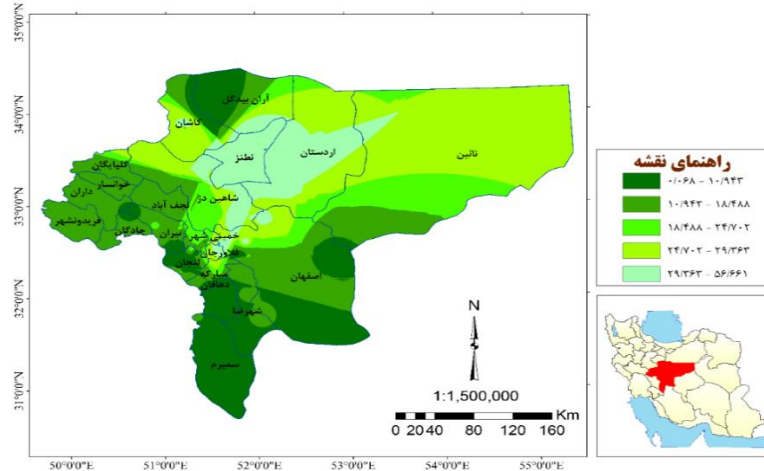 35°0'0"N
34°0'0"N
33°0'0"N
32°0'0"N
31°0'0"N
آران بیدگل
کاشان
اردستان
نطنز
نائین
گلپایگان
خوانسار
داران
فریدونشهر
نجف آباد
شاهین دژ
چادگان
تیران
خمینی شهر
فلاورجان
لنجان
مبارکه
دهاقان
اصفهان
شهرضا
سمیرم
راهنمای نقشه
۰/۰۶۸ - ۱۰/۹۴۳
۱۰/۹۴۳ - ۱۸/۴۸۸
۱۸/۴۸۸ - ۲۴/۷۰۲
۲۴/۷۰۲ - ۲۹/۳۶۳
۲۹/۳۶۳ - ۵۶/۶۶۱
N
1:1,500,000
Km
0 20 40 80 120 160
50°0'0"E 51°0'0"E 52°0'0"E 53°0'0"E 54°0'0"E 55°0'0"E